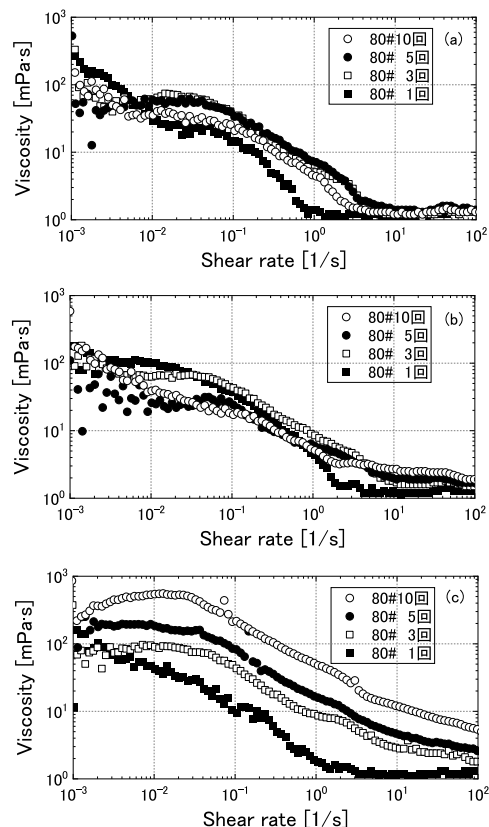 10³
10²
10¹
10⁰
Viscosity [mPa·s]
○ 80#10回
● 80# 5回
□ 80# 3回
■ 80# 1回
(a)
10⁻³ 10⁻² 10⁻¹ 10⁰ 10¹ 10²
Shear rate [1/s]
10³
10²
10¹
10⁰
Viscosity [mPa·s]
○ 80#10回
● 80# 5回
□ 80# 3回
■ 80# 1回
(b)
10⁻³ 10⁻² 10⁻¹ 10⁰ 10¹ 10²
Shear rate [1/s]
10³
10²
10¹
10⁰
Viscosity [mPa·s]
○ 80#10回
● 80# 5回
□ 80# 3回
■ 80# 1回
(c)
10⁻³ 10⁻² 10⁻¹ 10⁰ 10¹ 10²
Shear rate [1/s]